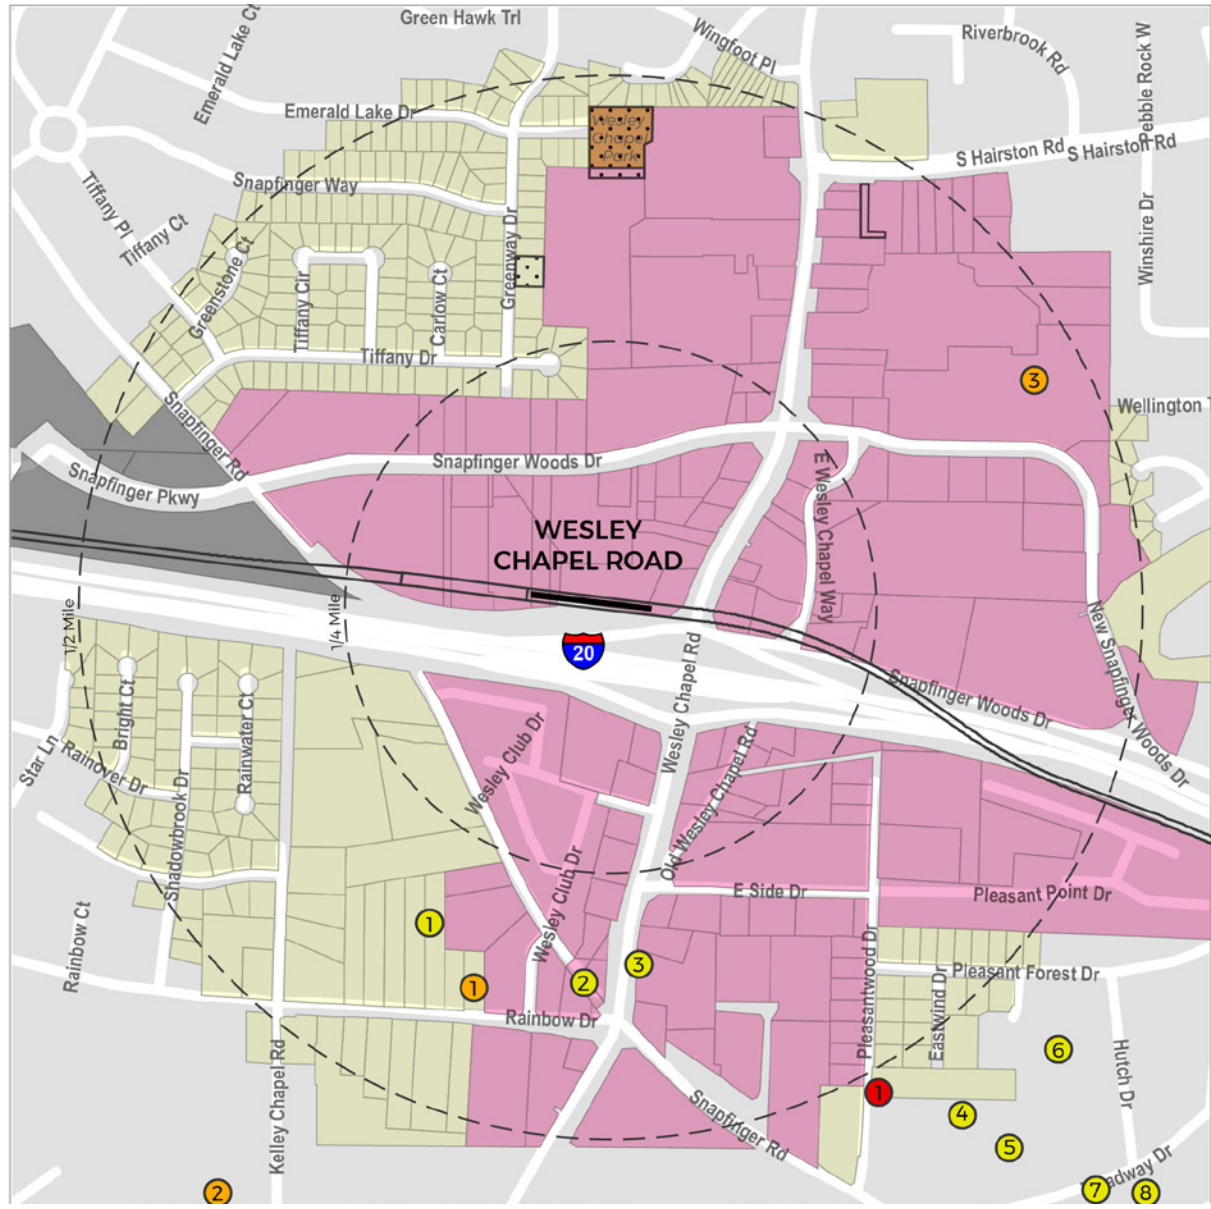 Green Hawk Trl
Emerald Lake Ct
Wingfoot Pl
Riverbrook Rd
Pebble Rock W
Emerald Lake Dr
Wesley
Chapel
Park
S Hairston Rd
S Hairston Rd
Snapfinger Way
Tiffany Pl
Tiffany Ct
Greenstone Ct
Tiffany Cir
Carlow Ct
Greenway Dr
Winshire Dr
Tiffany Dr
3
Wellington T
Snapfinger Rd
Snapfinger Woods Dr
Snapfinger Pkwy
E Wesley Chapel Way
WESLEY
CHAPEL ROAD
1/2 Mile
1/4 Mile
20
New Snapfinger Woods Dr
Snapfinger Woods Dr
Wesley Chapel Rd
Star Ln
Bright Ct
Rainover Dr
Rainwater Ct
Shadowbrook Dr
Wesley Club Dr
Old Wesley Chapel Rd
Wesley Club Dr
E Side Dr
Pleasant Point Dr
1
Rainbow Ct
3
2
1
Pleasantwood Dr
Pleasant Forest Dr
Eastwind Dr
Rainbow Dr
Kelley Chapel Rd
6
Hutch Dr
1
Snapfinger Rd
4
5
2
7
8